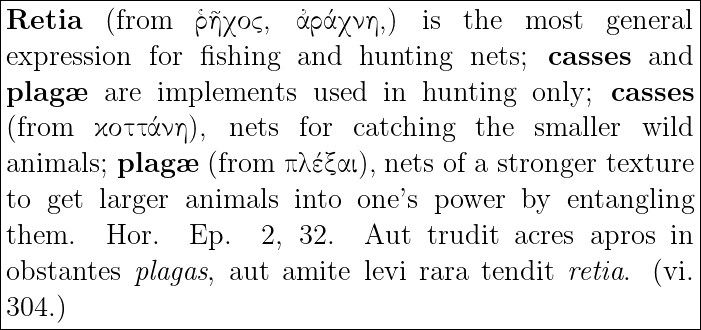 Retia (from ῥῆχος, ἀράχνη,) is the most general
expression for fishing and hunting nets; casses and
plagæ are implements used in hunting only; casses
(from κοττάνη), nets for catching the smaller wild
animals; plagæ (from πλέξαι), nets of a stronger texture
to get larger animals into one's power by entangling
them. Hor. Ep. 2, 32. Aut trudit acres apros in
obstantes plagas, aut amite levi rara tendit retia. (vi.
304.)